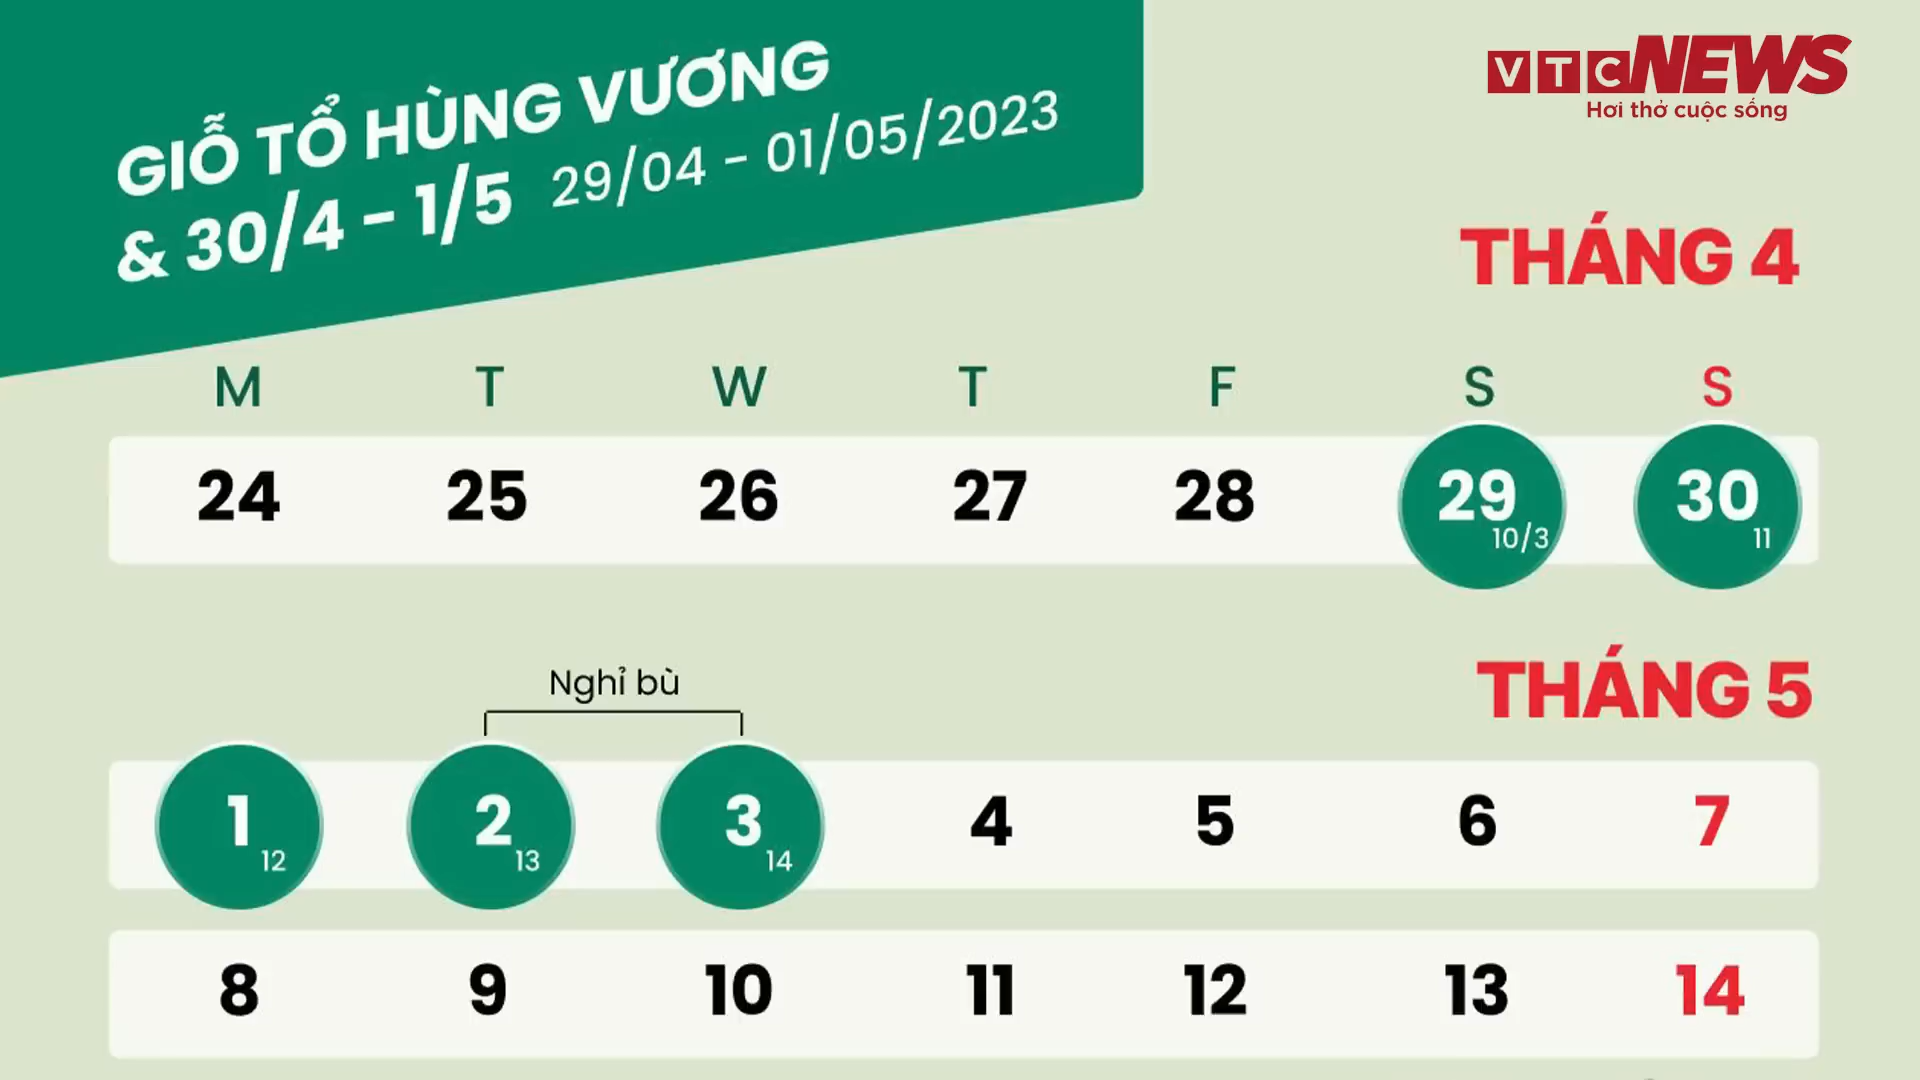 VTC NEWS
Hơi thở cuộc sống
GIỖ TỔ HÙNG VƯƠNG
& 30/4 - 1/5 29/04 - 01/05/2023
THÁNG 4
M T W T F S S
24 25 26 27 28 29 30
10/3 11
THÁNG 5
Nghỉ bù
1 2 3 4 5 6 7
12 13 14
8 9 10 11 12 13 14